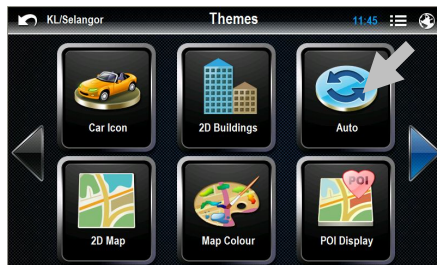 KL/Selangor Themes 11:45
Car Icon 2D Buildings Auto
POI
2D Map Map Colour POI Display